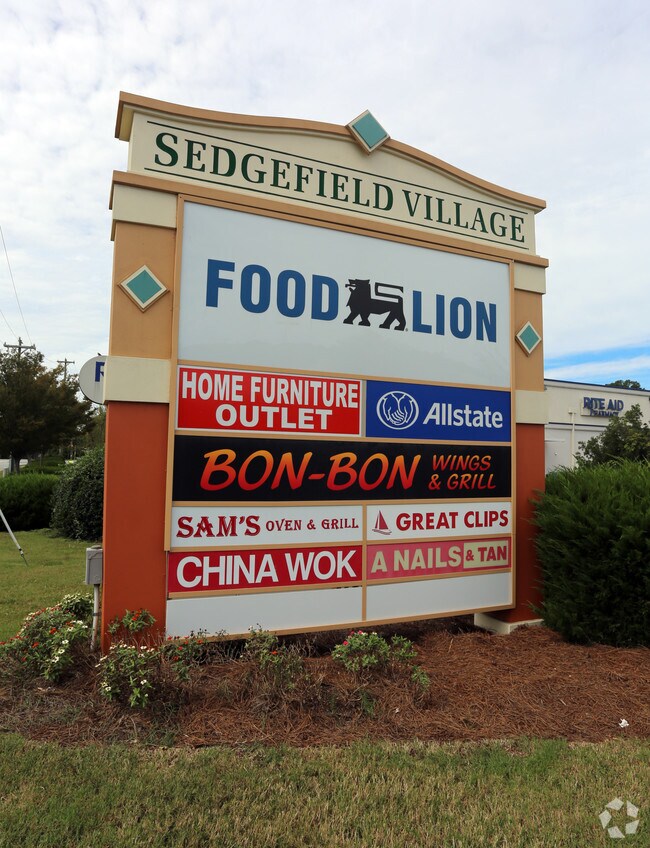 SEDGEFIELD VILLAGE
FOOD LION
HOME FURNITURE
OUTLET
Allstate
BON-BON WINGS
& GRILL
SAM'S OVEN & GRILL
GREAT CLIPS
CHINA WOK
A NAILS & TAN
RITE AID
PHARMACY
R